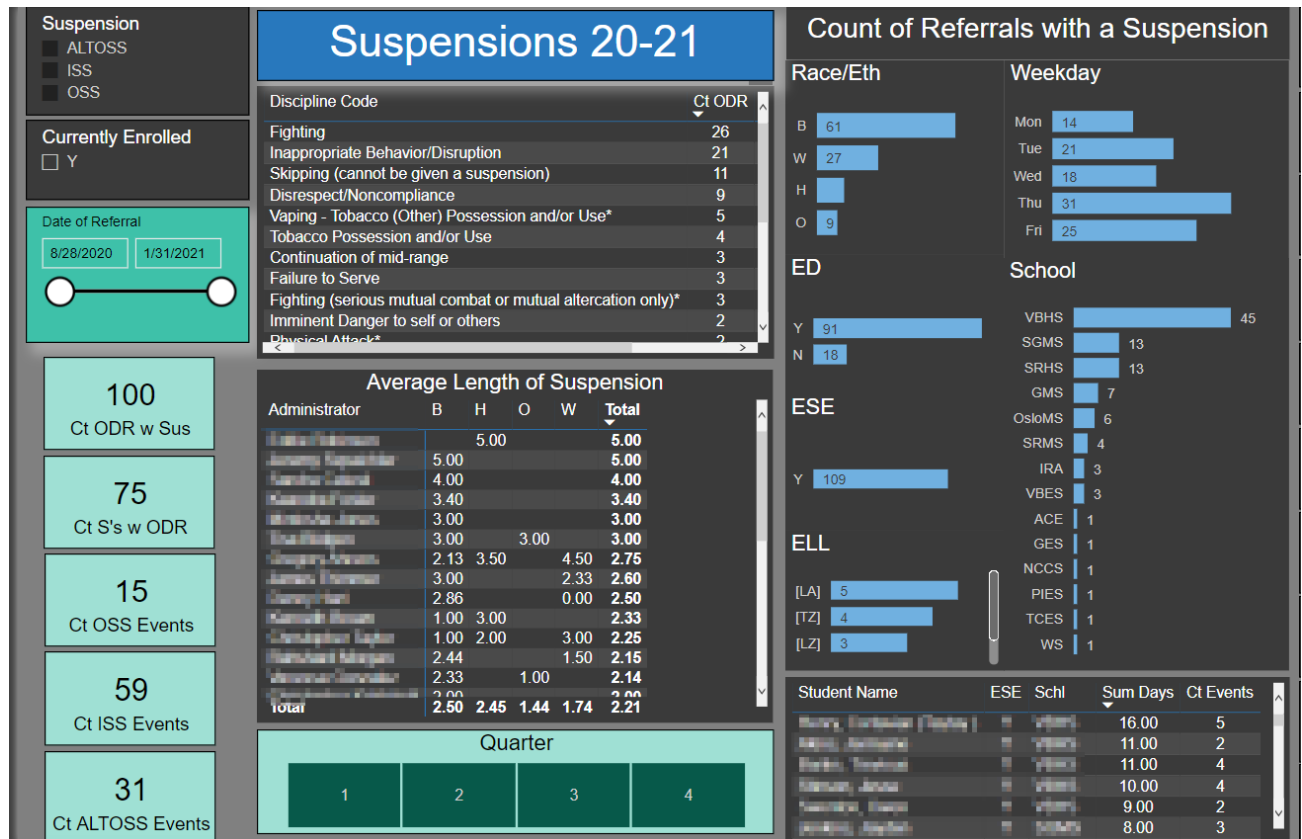 Suspension
ALTOSS
ISS
OSS
Currently Enrolled
Y
Date of Referral
8/28/2020 1/31/2021
100
Ct ODR w Sus
75
Ct S's w ODR
15
Ct OSS Events
59
Ct ISS Events
31
Ct ALTOSS Events
Suspensions 20-21
Discipline Code Ct ODR
Fighting 26
Inappropriate Behavior/Disruption 21
Skipping (cannot be given a suspension) 11
Disrespect/Noncompliance 9
Vaping - Tobacco (Other) Possession and/or Use* 5
Tobacco Possession and/or Use 4
Continuation of mid-range 3
Failure to Serve 3
Fighting (serious mutual combat or mutual altercation only)* 3
Imminent Danger to self or others 2
Physical Attack* 2
Average Length of Suspension
Administrator B H O W Total
5.00 5.00
5.00 5.00
4.00 4.00
3.40 3.40
3.00 3.00
3.00 3.00 3.00
2.13 3.50 4.50 2.75
3.00 2.33 2.60
2.86 0.00 2.50
1.00 3.00 2.33
1.00 2.00 3.00 2.25
2.44 1.50 2.15
2.33 1.00 2.14
2.00 2.00
Total 2.50 2.45 1.44 1.74 2.21
Quarter
1 2 3 4
Count of Referrals with a Suspension
Race/Eth
B 61
W 27
H
O 9
ED
Y 91
N 18
ESE
Y 109
ELL
[LA] 5
[TZ] 4
[LZ] 3
Weekday
Mon 14
Tue 21
Wed 18
Thu 31
Fri 25
School
VBHS 45
SGMS 13
SRHS 13
GMS 7
OsloMS 6
SRMS 4
IRA 3
VBES 3
ACE 1
GES 1
NCCS 1
PIES 1
TCES 1
WS 1
Student Name ESE Schl Sum Days Ct Events
16.00 5
11.00 2
11.00 4
10.00 4
9.00 2
8.00 3